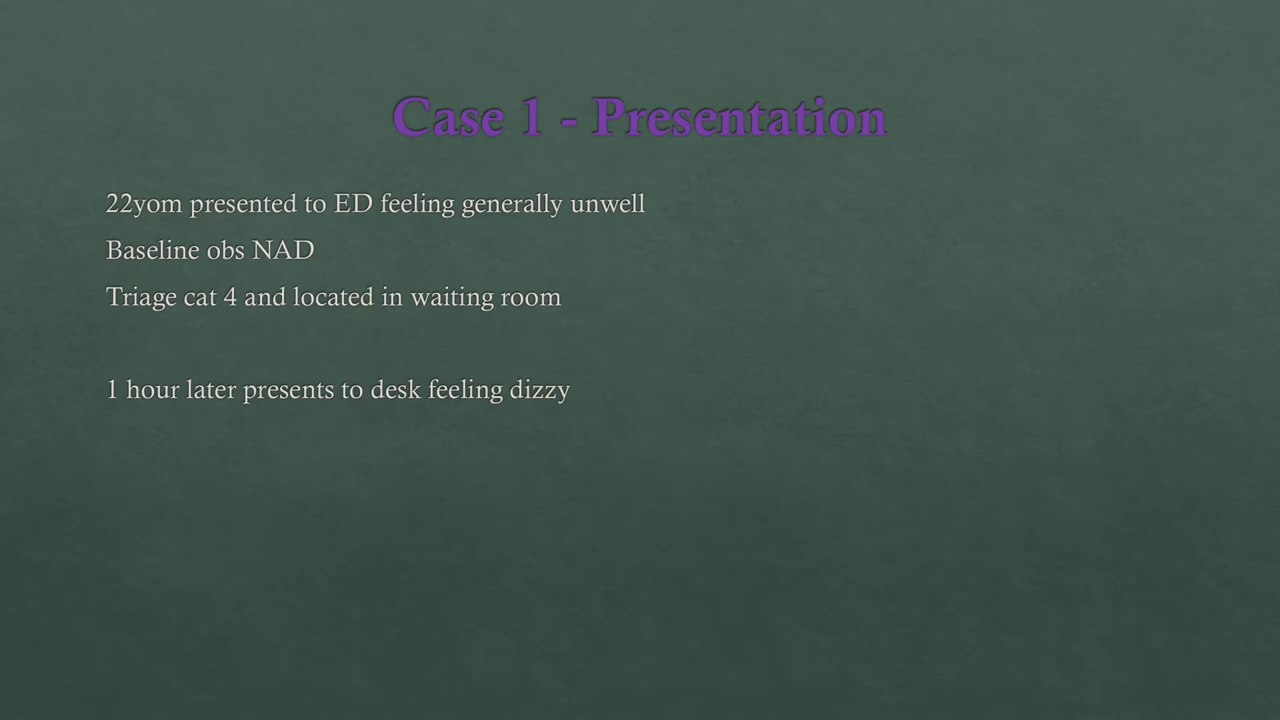 Case 1 - Presentation
22yom presented to ED feeling generally unwell
Baseline obs NAD
Triage cat 4 and located in waiting room
1 hour later presents to desk feeling dizzy